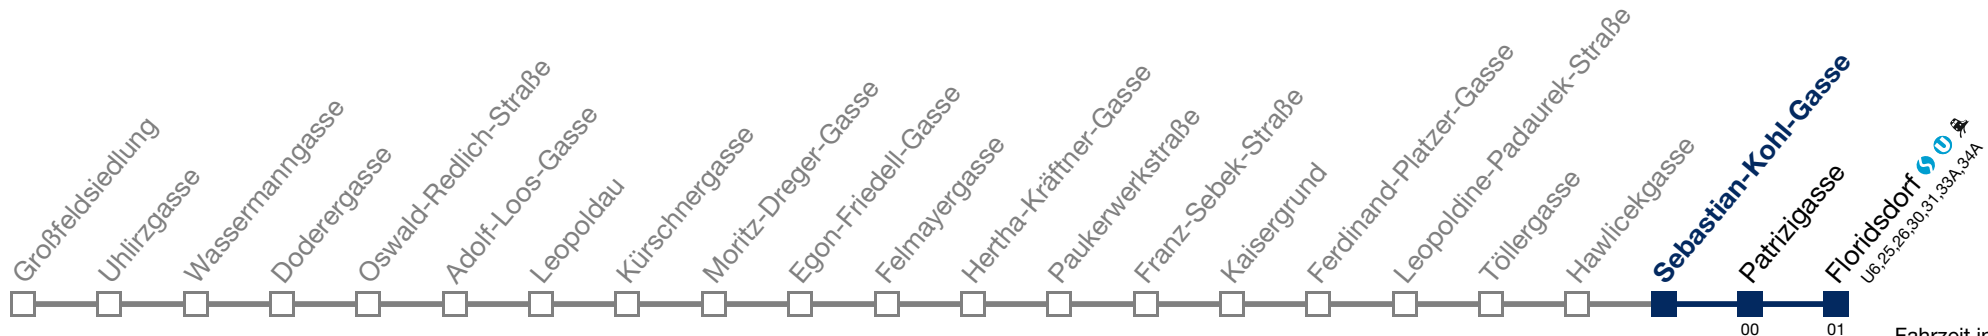 Großfeldsiedlung
Uhlirzgasse
Wassermanngasse
Doderergasse
Oswald-Redlich-Straße
Adolf-Loos-Gasse
Leopoldau
Kürschnergasse
Moritz-Dreger-Gasse
Egon-Friedell-Gasse
Felmayergasse
Hertha-Kräftner-Gasse
Paukerwerkstraße
Franz-Sebek-Straße
Kaisergrund
Ferdinand-Platzer-Gasse
Leopoldine-Padaurek-Straße
Töllergasse
Hawlicekgasse
Sebastian-Kohl-Gasse
Patrizigasse
Floridsdorf S U
U6,25,26,30,31,33A,34A
00
01
Fahrzeit i